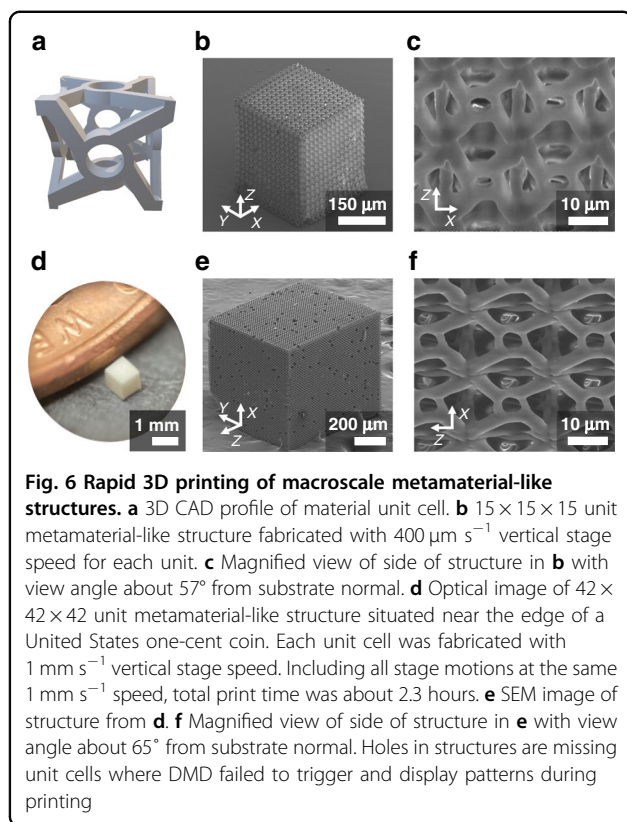 a
b
c
Z
Y
X
150 μm
Z
X
10 μm
d
e
f
W
1 mm
X
Y
Z
200 μm
X
Z
10 μm
Fig. 6 Rapid 3D printing of macroscale metamaterial-like
structures. a 3D CAD profile of material unit cell. b 15 × 15 × 15 unit
metamaterial-like structure fabricated with 400 μm s⁻¹ vertical stage
speed for each unit. c Magnified view of side of structure in b with
view angle about 57° from substrate normal. d Optical image of 42 ×
42 × 42 unit metamaterial-like structure situated near the edge of a
United States one-cent coin. Each unit cell was fabricated with
1 mm s⁻¹ vertical stage speed. Including all stage motions at the same
1 mm s⁻¹ speed, total print time was about 2.3 hours. e SEM image of
structure from d. f Magnified view of side of structure in e with view
angle about 65° from substrate normal. Holes in structures are missing
unit cells where DMD failed to trigger and display patterns during
printing